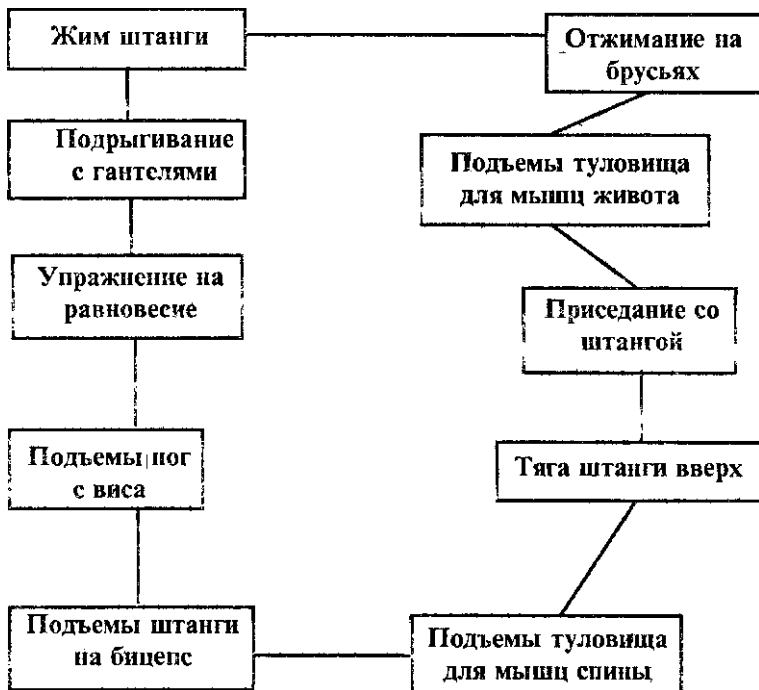 Жим штанги
Отжимание на
брусьях
Подрыгивание
с гантелями
Подъемы туловища
для мышц живота
Упражнение на
равновесие
Приседание со
штангой
Подъемы ног
с виса
Тяга штанги вверх
Подъемы штанги
на бицепс
Подъемы туловища
для мышц спины